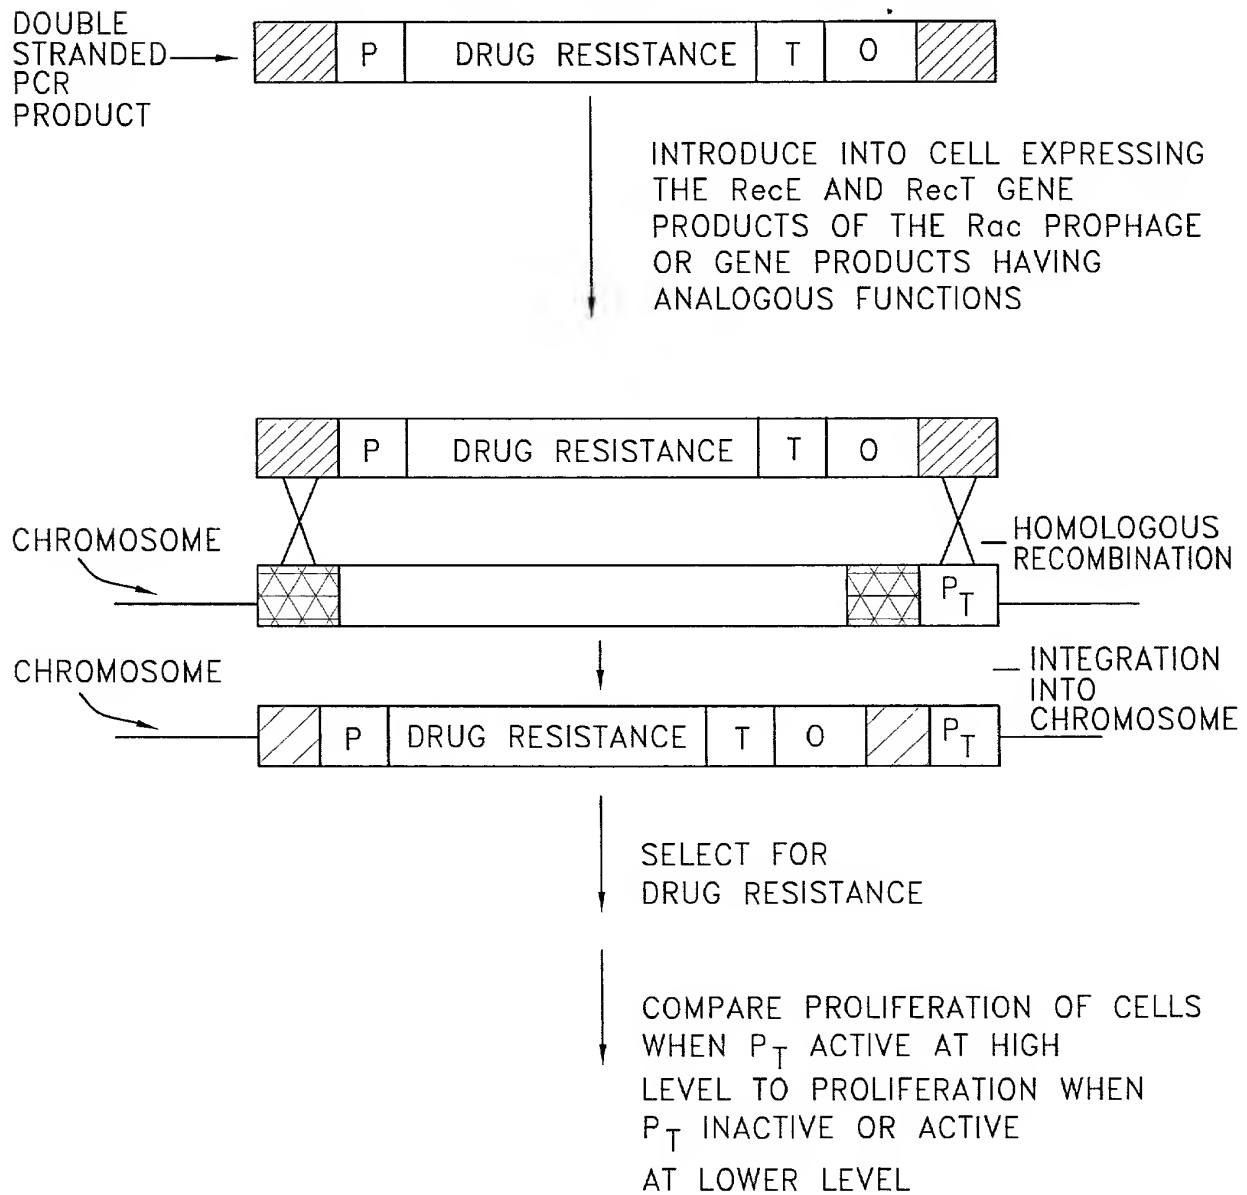 DOUBLE
STRANDED
PCR
PRODUCT
P DRUG RESISTANCE T O
INTRODUCE INTO CELL EXPRESSING
THE RecE AND RecT GENE
PRODUCTS OF THE Rac PROPHAGE
OR GENE PRODUCTS HAVING
ANALOGOUS FUNCTIONS
P DRUG RESISTANCE T O
CHROMOSOME
HOMOLOGOUS
RECOMBINATION
PT
CHROMOSOME
INTEGRATION
INTO
CHROMOSOME
P DRUG RESISTANCE T O PT
SELECT FOR
DRUG RESISTANCE
COMPARE PROLIFERATION OF CELLS
WHEN PT ACTIVE AT HIGH
LEVEL TO PROLIFERATION WHEN
PT INACTIVE OR ACTIVE
AT LOWER LEVEL